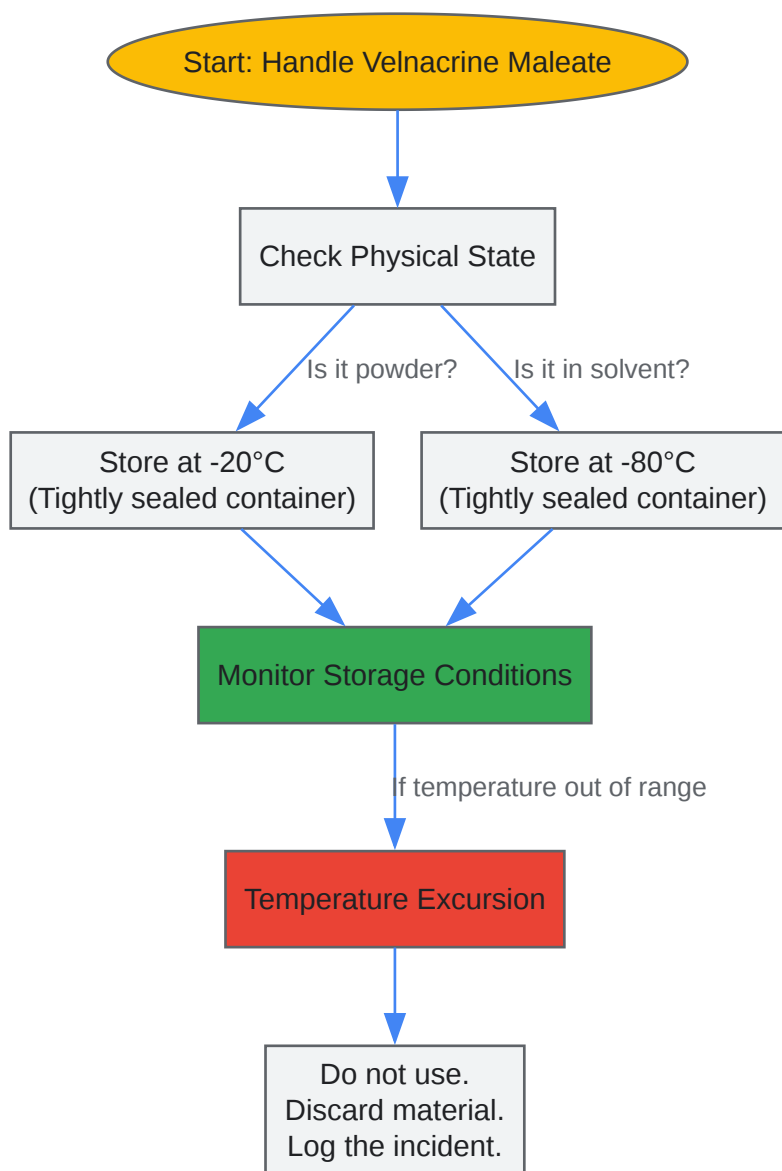 Start: Handle Velnacrine Maleate
Check Physical State
Is it powder?
Is it in solvent?
Store at -20°C
(Tightly sealed container)
Store at -80°C
(Tightly sealed container)
Monitor Storage Conditions
If temperature out of range
Temperature Excursion
Do not use.
Discard material.
Log the incident.